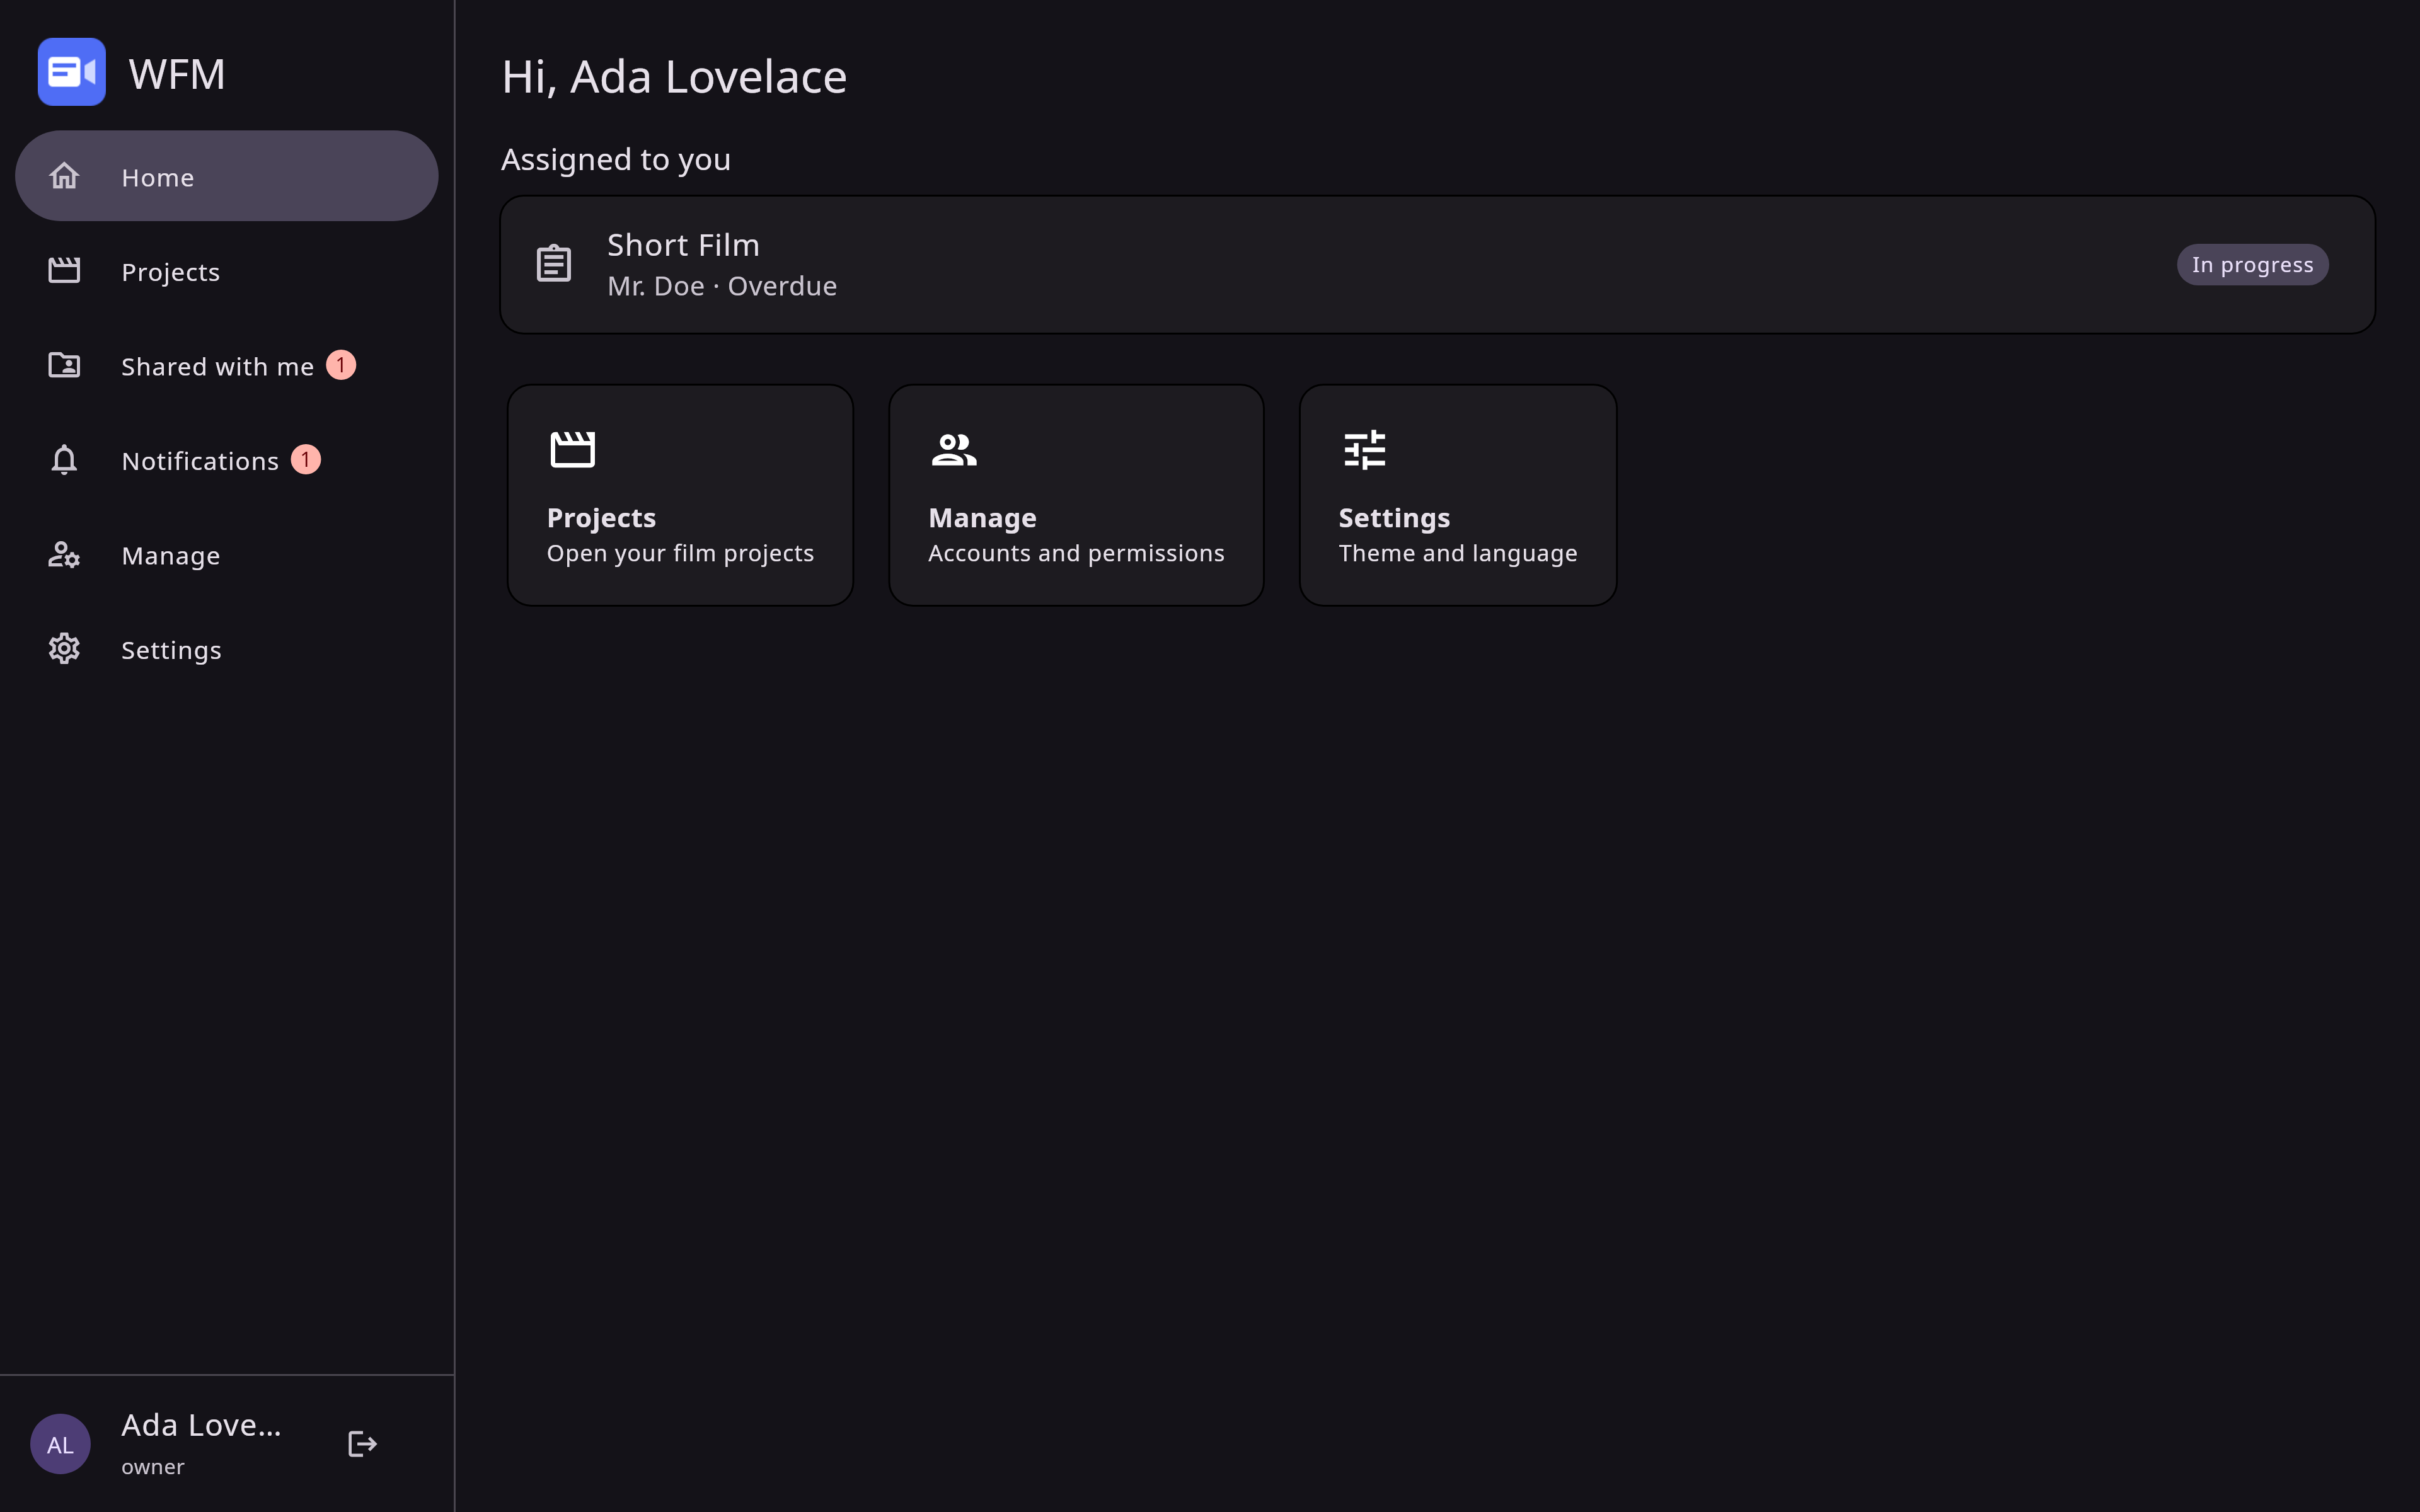 WFM
Home
Projects
Shared with me 1
Notifications 1
Manage
Settings
Ada Love...
AL
owner
Hi, Ada Lovelace
Assigned to you
Short Film
Mr. Doe · Overdue
In progress
Projects
Open your film projects
Manage
Accounts and permissions
Settings
Theme and language